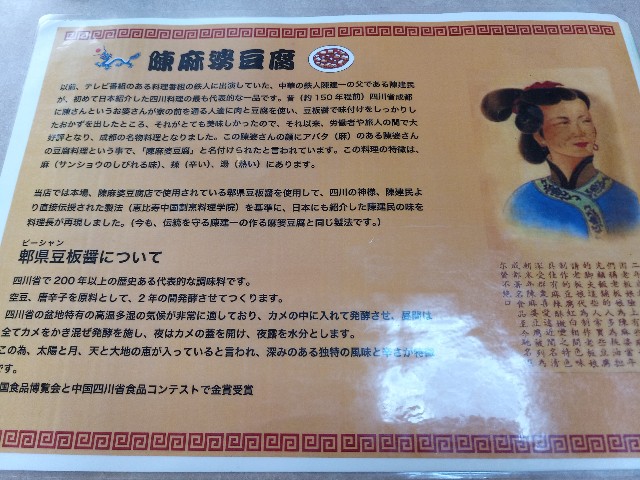 陳麻婆豆腐
以前、テレビ番組のある料理番組の鉄人に出演していた、中華の鉄人陳建一の父である陳建民
が、初めて日本紹介した四川料理の最も代表的な一品です。昔（約150年程前）四川省成都
に陳さんというお婆さんが家の前を通る人達に肉と豆腐を使い、豆板醤で味付けをしっかりし
たおかずを出したところ、それがとても美味しかったので、それ以来、労働者や旅人の間で大
好評となり、成都の名物料理となりました。この陳婆さんの顔にアバタ（麻）のある陳婆さん
の豆腐料理という事で、「陳麻婆豆腐」と名付けられたと言われています。この料理の特徴は、
麻（サンショウのしびれる味）、辣（辛い）、湯（熱い）にあります。
当店では本場、陳麻婆豆腐店で使用されている郫県豆板醤を使用して、四川の神様、陳建民よ
り直接伝授された製法（恵比寿中国割烹料理学院）を基準に、日本にも紹介した陳建民の味を
料理長が再現しました。（今も、伝統を守る陳建一の作る麻婆豆腐と同じ製法です。）
ピーシャン
郫県豆板醤について
四川省で200年以上の歴史ある代表的な調味料です。
空豆、唐辛子を原料として、2年の間発酵させてつくります。
四川省の盆地特有の高温多湿の気候が非常に適しており、カメの中に入れて発酵させ、昼間は
全てカメをかき混ぜ発酵を施し、夜はカメの蓋を開け、夜露を水分とします。
この為、太陽と月、天と大地の恵が入っていると言われ、深みのある独特の風味と辛さが特徴
です。
国食品博覧会と中国四川省食品コンテストで金賞受賞